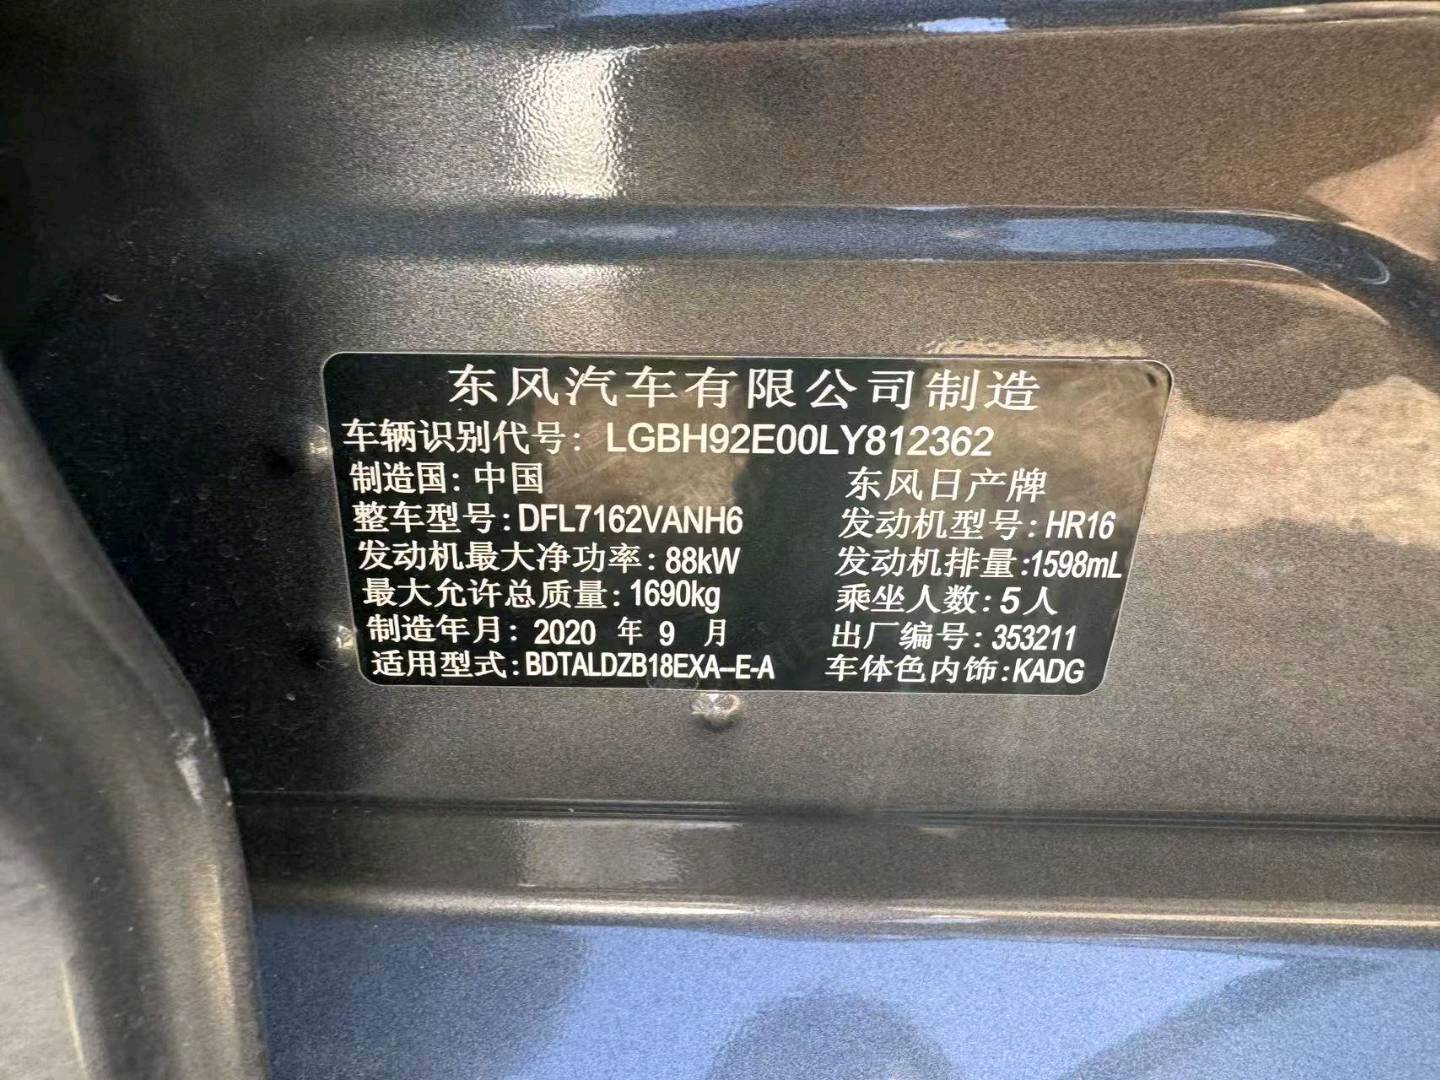 东风汽车有限公司制造
车辆识别代号: LGBH92E00LY812362
制造国: 中国 东风日产牌
整车型号: DFL7162VANH6 发动机型号: HR16
发动机最大净功率: 88kW 发动机排量:1598mL
最大允许总质量: 1690kg 乘坐人数: 5人
制造年月: 2020 年 9 月 出厂编号: 353211
适用型式: BDTALDZB18EXA--E-A 车体色内饰:KADG